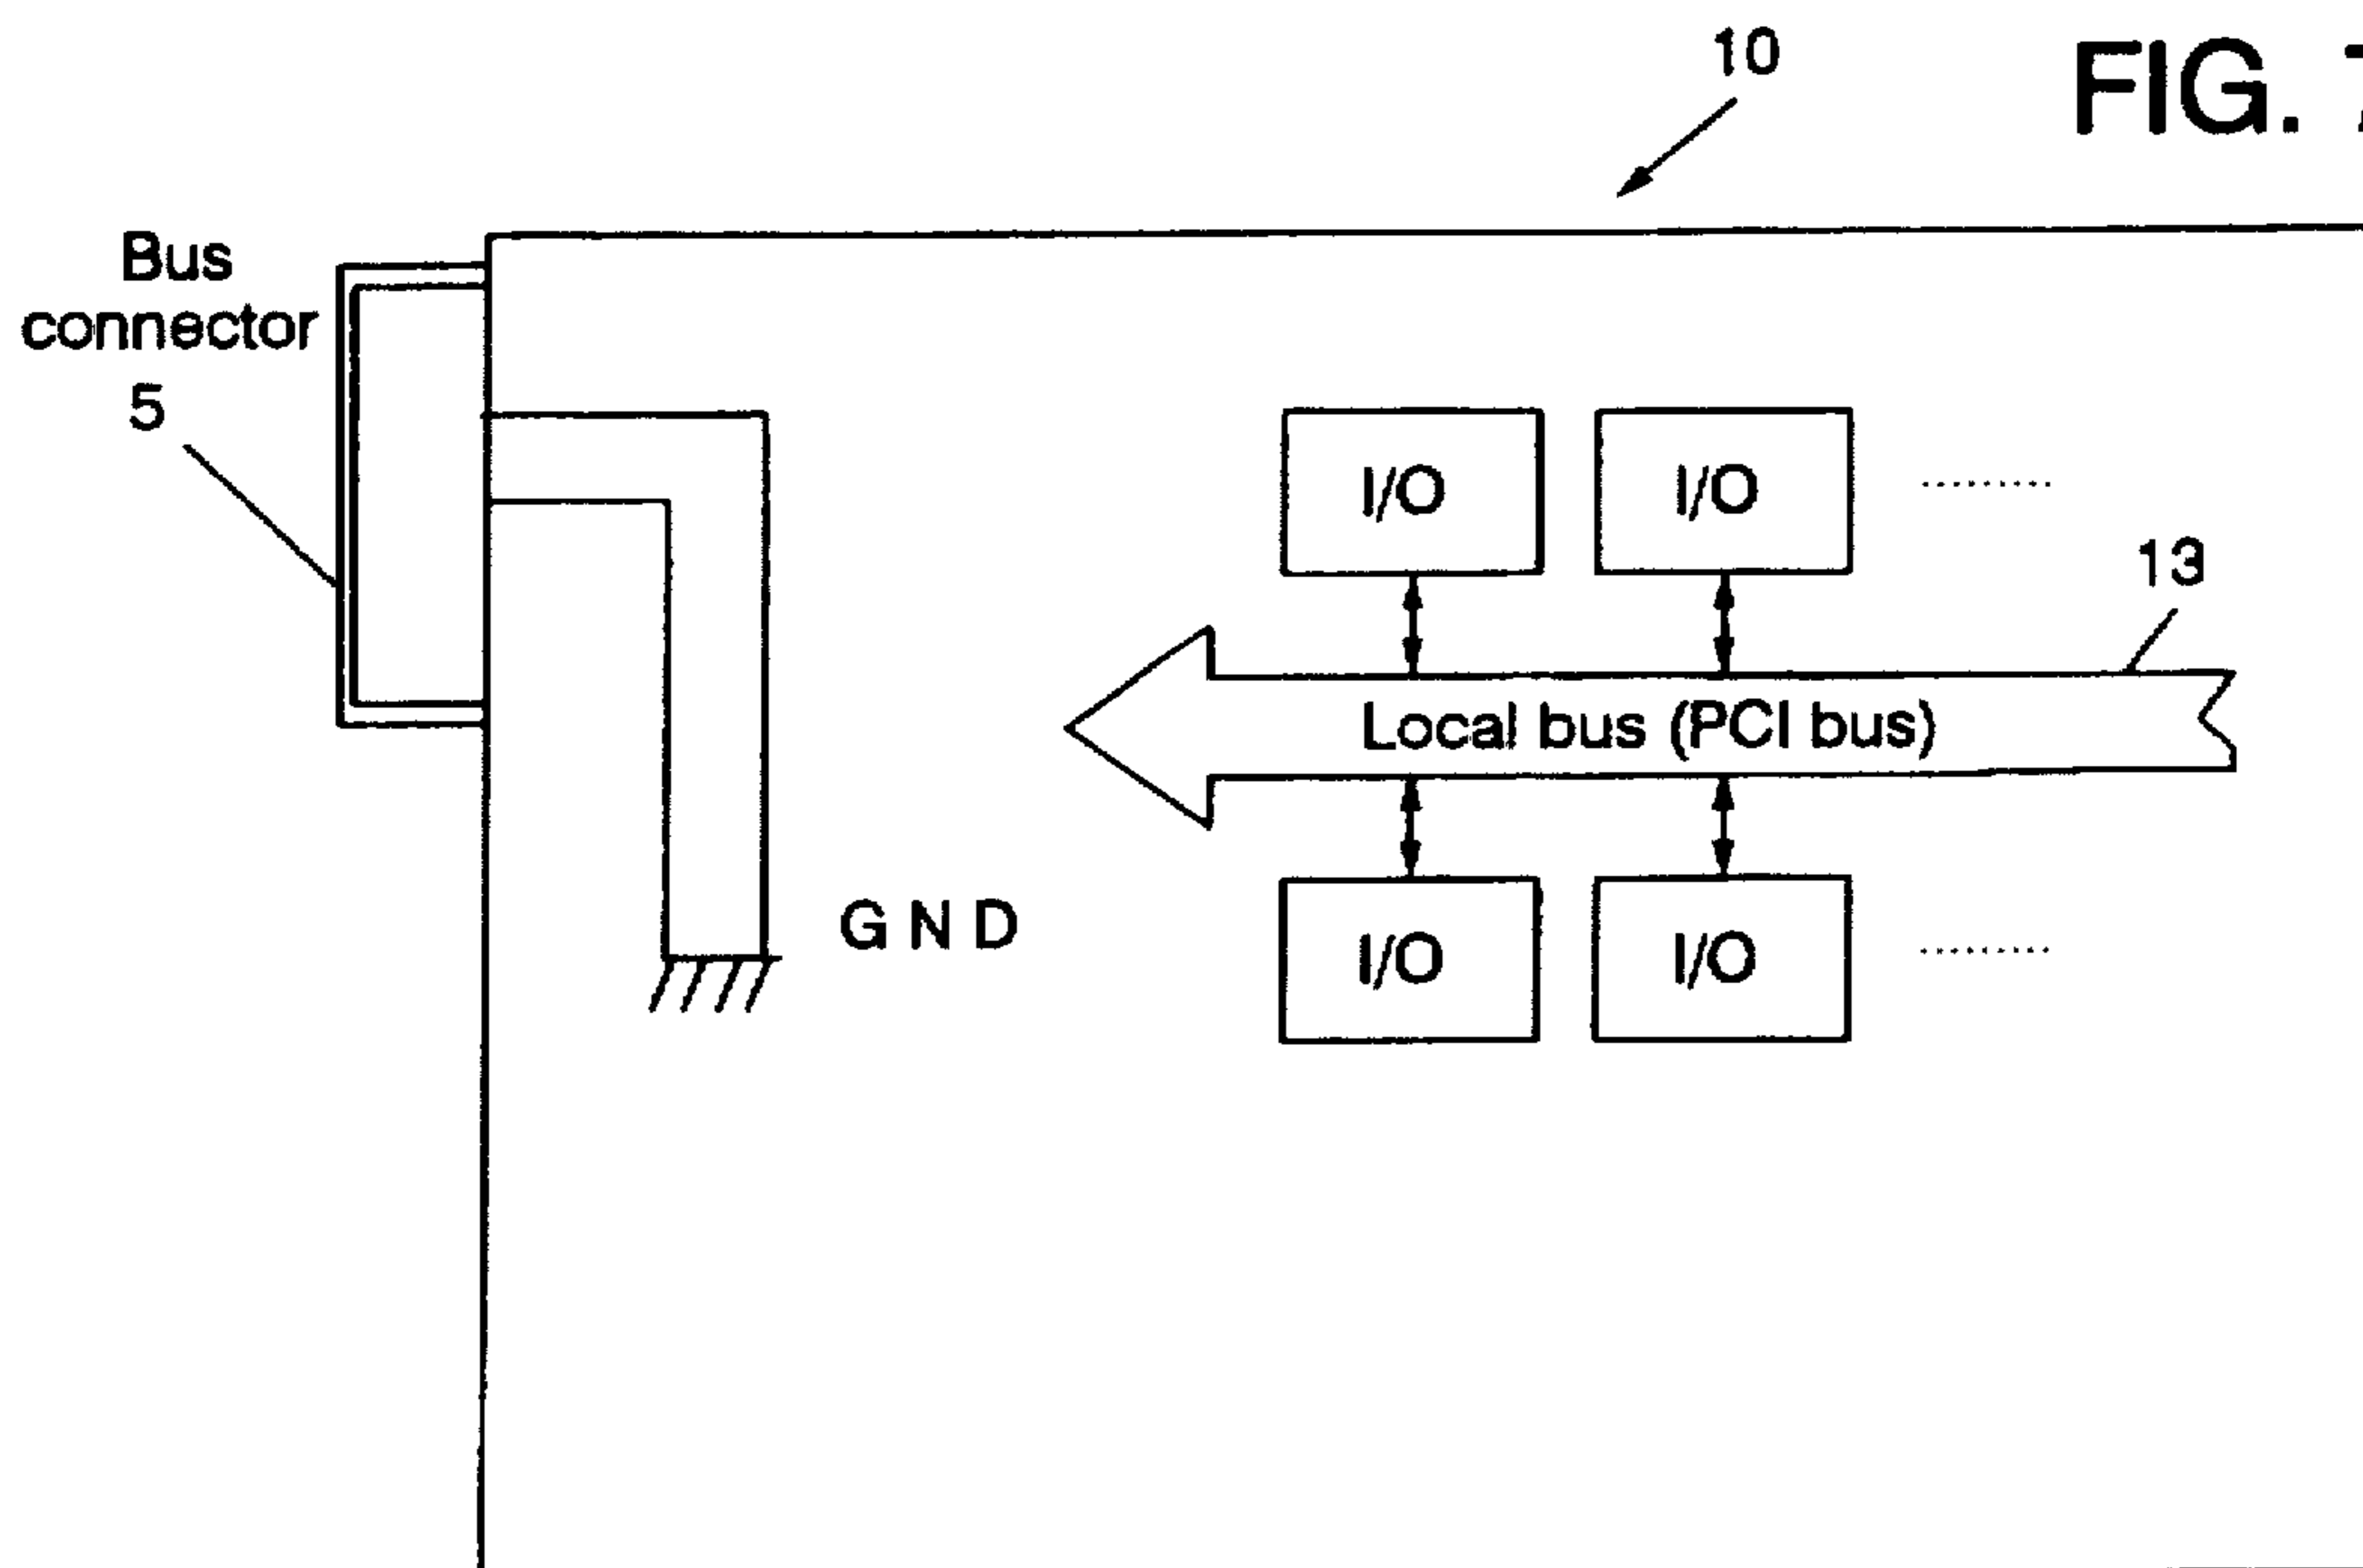 10
FIG. 7
Bus
connector
5
I/O
I/O
13
Local bus (PCI bus)
GND
I/O
I/O